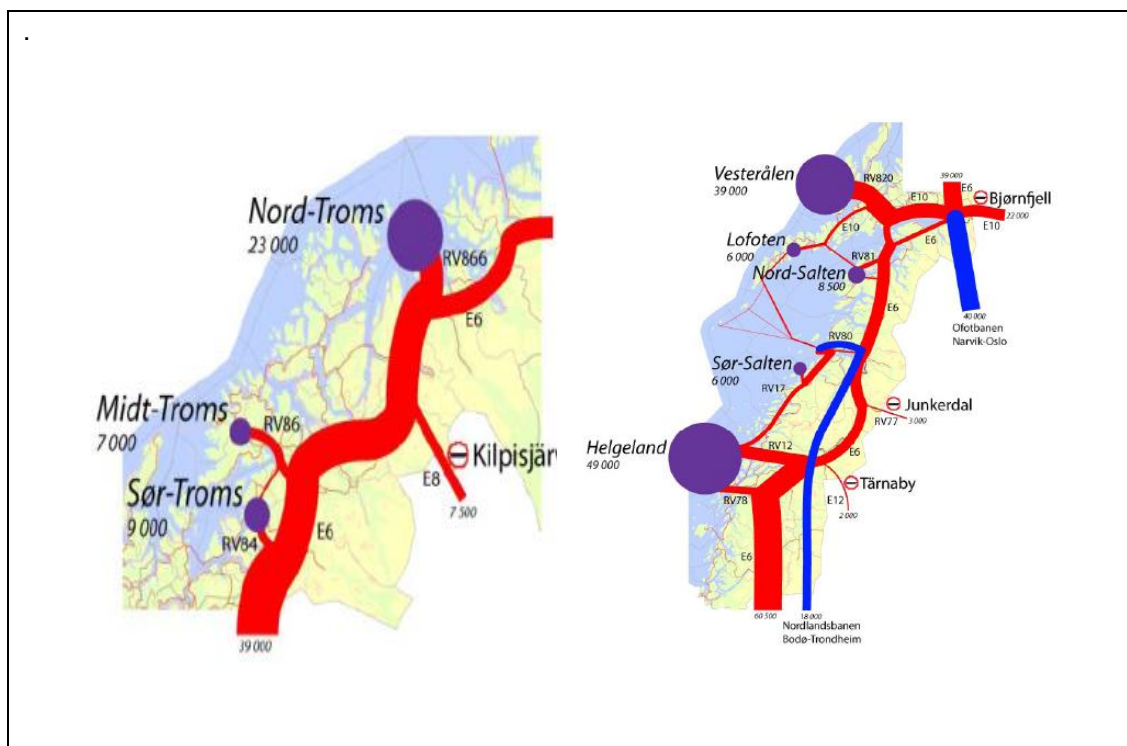 .
Nord-Troms
23 000
RV866
E6
Midt-Troms
7 000
RV86
Kilpisjärv
Sør-Troms
9 000
E8
7 500
RV84
E6
39 000
Vesterålen
39 000
RV820
39 000
E6
E10
Bjørnfjell
22 000
E10
Lofoten
6 000
E10
E6
RV81
Nord-Salten
8 500
E6
40 000
Ofotbanen
Narvik-Oslo
RV80
Sør-Salten
6 000
RV17
Junkerdal
3 000
RV77
Helgeland
49 000
RV12
E6
Tärnaby
E12
2 000
RV78
E6
60 500
18 000
Nordlandsbanen
Bodø-Trondheim